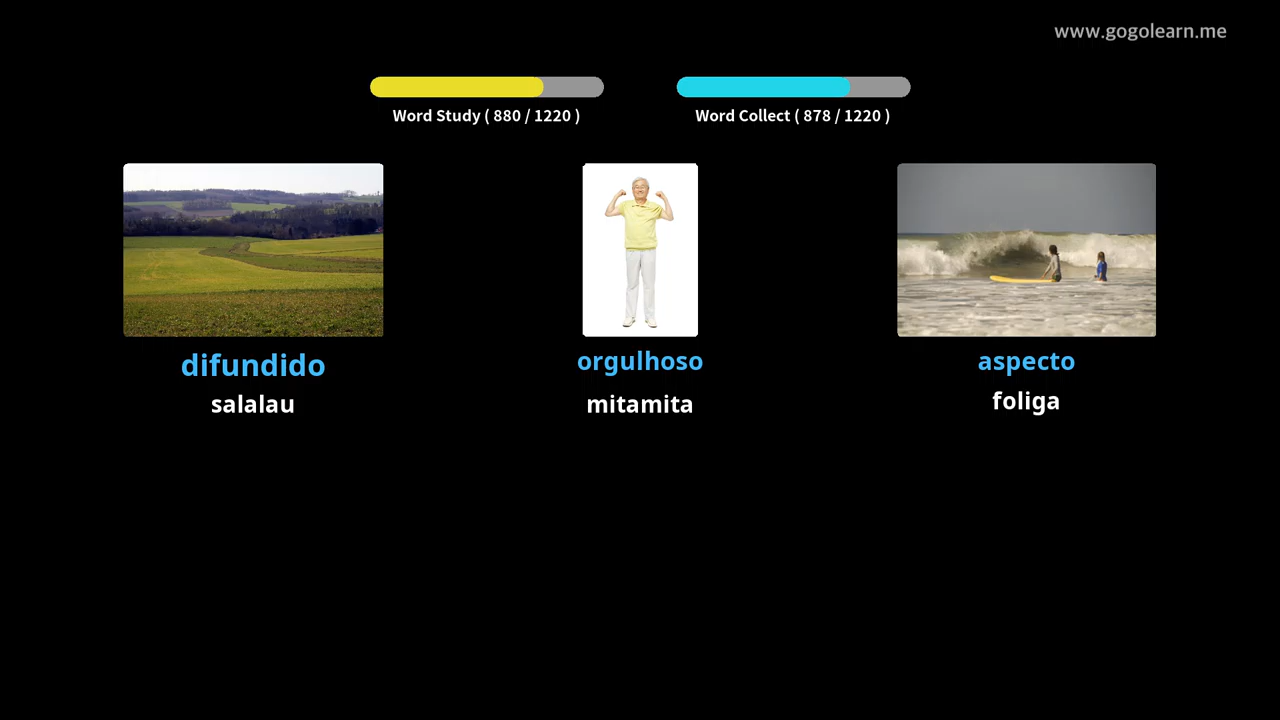 www.gogolearn.me
Word Study ( 880 / 1220 )
Word Collect ( 878 / 1220 )
difundido
salalau
orgulhoso
mitamita
aspecto
foliga